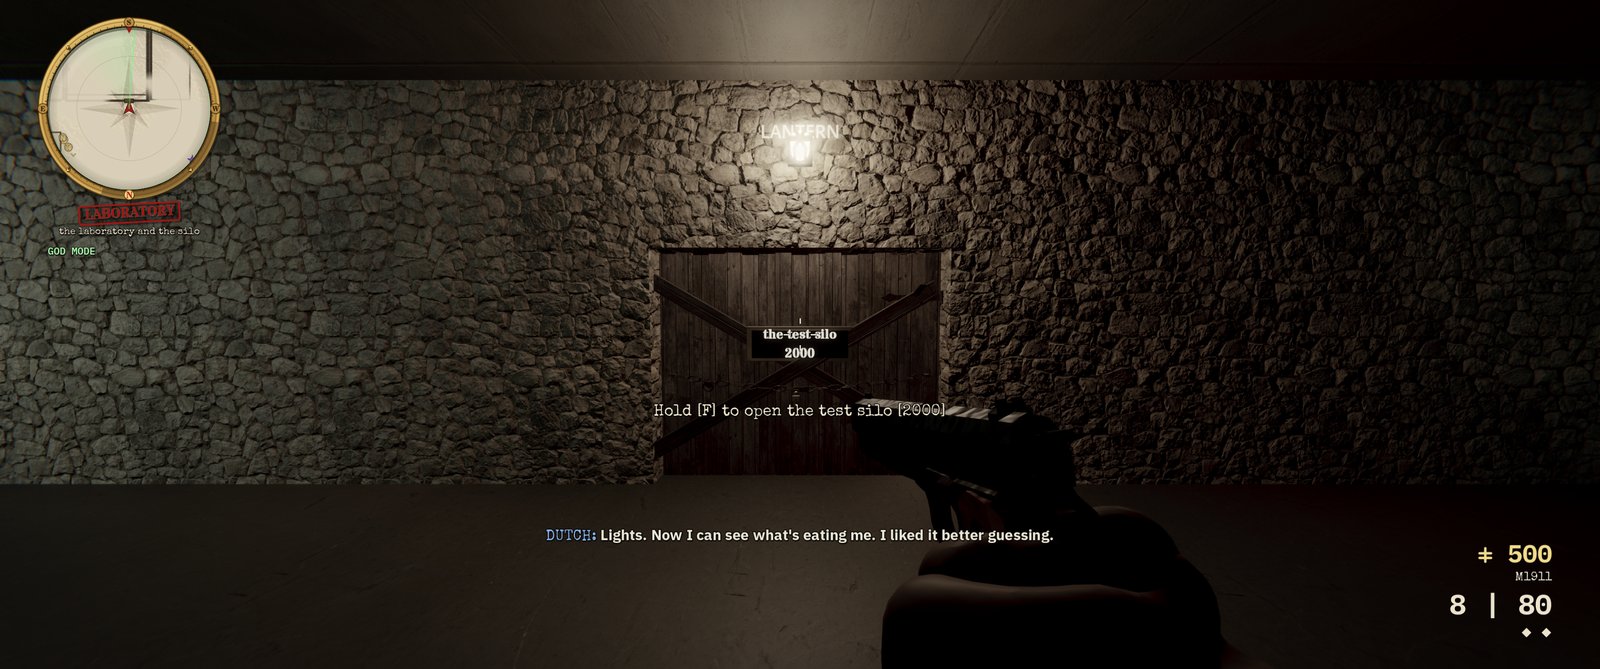 S
E
W
N
LABORATORY
the laboratory and the silo
GOD MODE
LANTERN
the test silo
2000
Hold [F] to open the test silo [2000]
DUTCH: Lights. Now I can see what's eating me. I liked it better guessing.
500
M1911
8 | 80